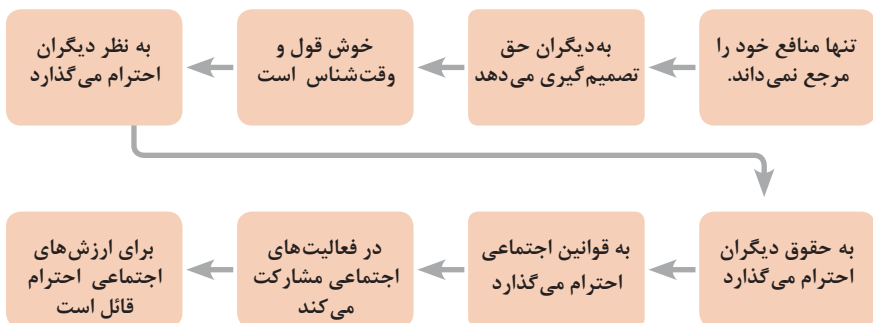 تنها منافع خود را
مرجع نمی‌داند.
به‌دیگران حق
تصمیم‌گیری می‌دهد
خوش قول و
وقت‌شناس است
به نظر دیگران
احترام می‌گذارد
به حقوق دیگران
احترام می‌گذارد
به قوانین اجتماعی
احترام می‌گذارد
در فعالیت‌های
اجتماعی مشارکت
می‌کند
برای ارزش‌های
اجتماعی احترام
قائل است